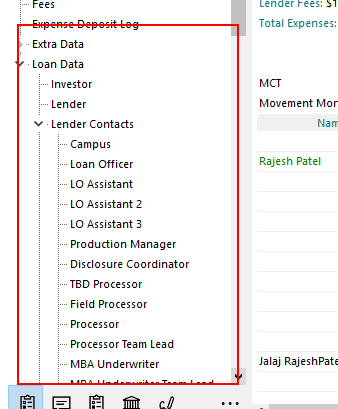 Fees
Expense Deposit Log
Extra Data
Loan Data
Investor
Lender
Lender Contacts
Campus
Loan Officer
LO Assistant
LO Assistant 2
LO Assistant 3
Production Manager
Disclosure Coordinator
TBD Processor
Field Processor
Processor
Processor Team Lead
MBA Underwriter
MBA Underwriter Team Lead
Lender Fees: $1
Total Expenses:
MCT
Movement Mor
Nam
Rajesh Patel
Jalaj RajeshPate